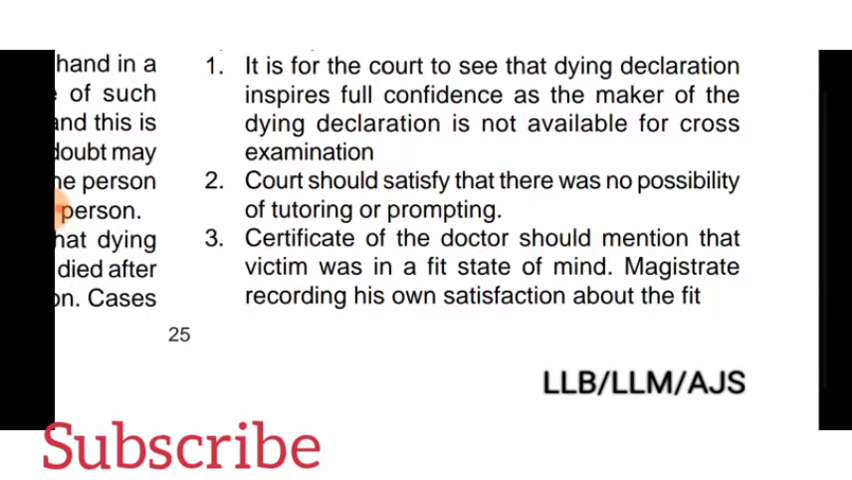 hand in a
of such
and this is
doubt may
he person
person.
hat dying
died after
on. Cases
1. It is for the court to see that dying declaration
inspires full confidence as the maker of the
dying declaration is not available for cross
examination
2. Court should satisfy that there was no possibility
of tutoring or prompting.
3. Certificate of the doctor should mention that
victim was in a fit state of mind. Magistrate
recording his own satisfaction about the fit
25
LLB/LLM/AJS
Subscribe